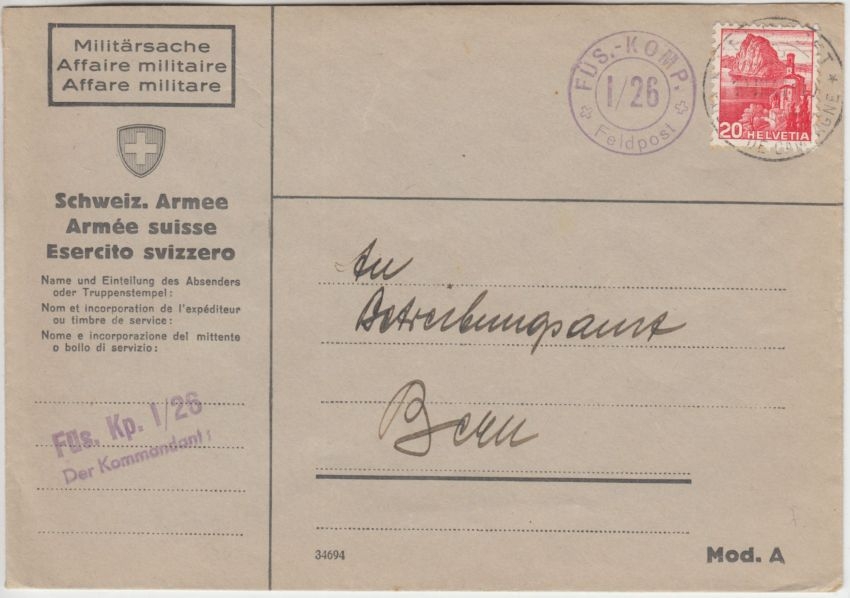 Militärsache
Affaire militaire
Affare militare
Schweiz. Armee
Armée suisse
Esercito svizzero
Name und Einteilung des Absenders
oder Truppenstempel:
Nom et incorporation de l'expéditeur
ou timbre de service:
Nome e incorporazione del mittente
o bollo di servizio:
Füs. Kp. I/26
Der Kommandant:
FÜS.-KOMP.
I/26
Feldpost
20 HELVETIA
DE CAMPAGNE
An
Betreibungsamt
Bern
34694
Mod. A